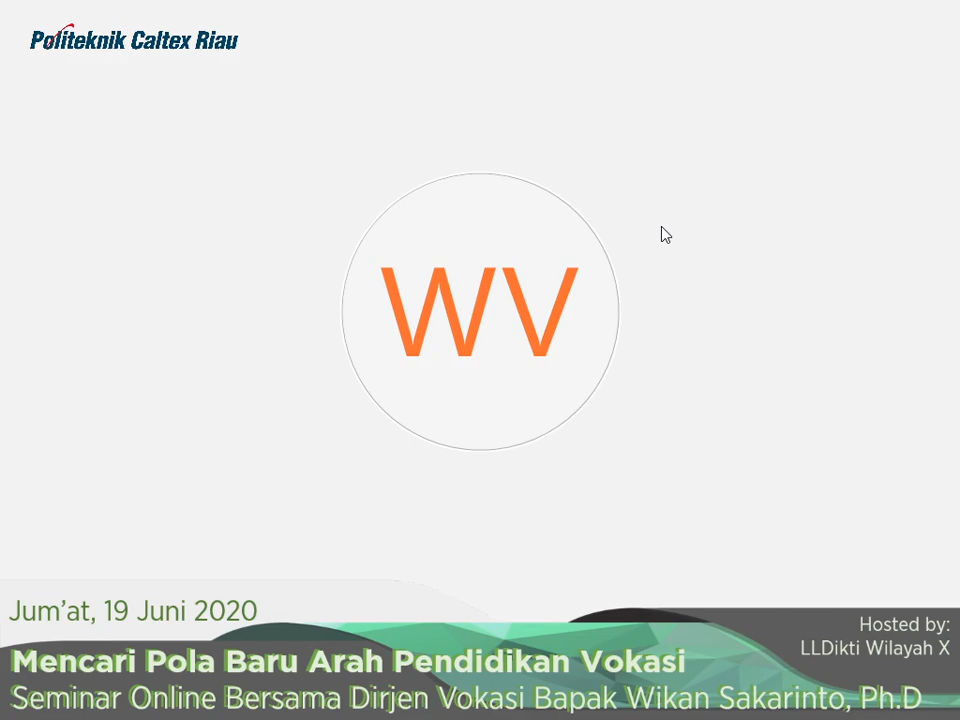 Politeknik Caltex Riau
WV
Jum'at, 19 Juni 2020
Hosted by:
LLDikti Wilayah X
Mencari Pola Baru Arah Pendidikan Vokasi
Seminar Online Bersama Dirjen Vokasi Bapak Wikan Sakarinto, Ph.D